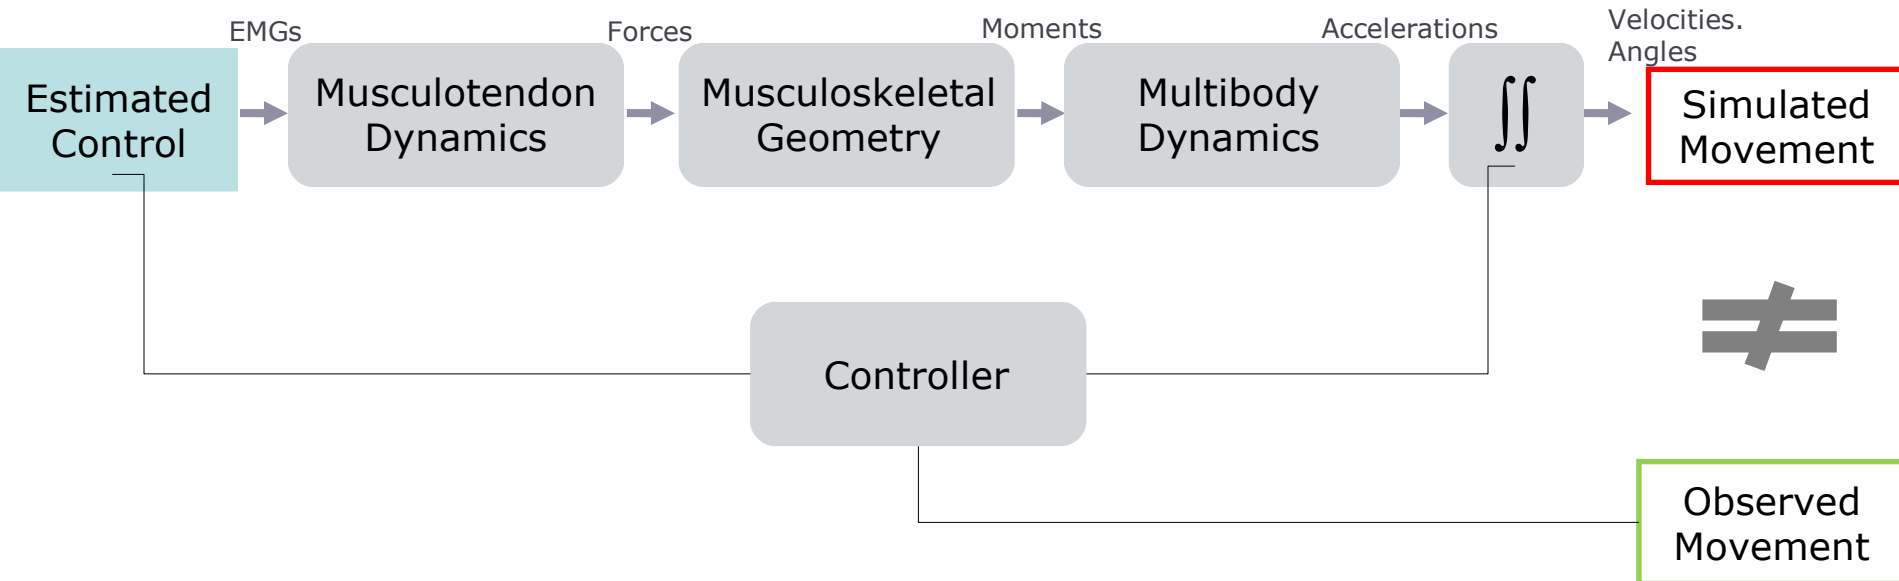 EMGs
Forces
Moments
Accelerations
Velocities.
Angles
Estimated
Control
Musculotendon
Dynamics
Musculoskeletal
Geometry
Multibody
Dynamics
∬
Simulated
Movement
≠
Controller
Observed
Movement